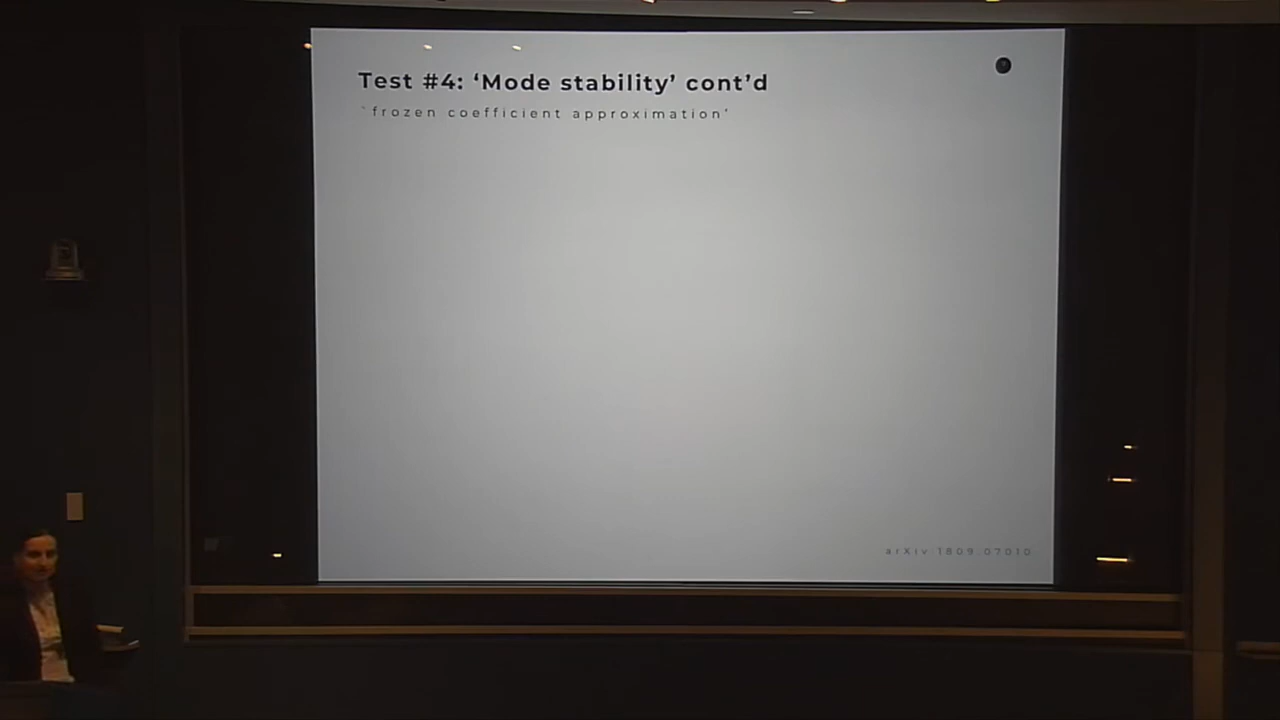 Test #4: ‘Mode stability’ cont’d
`frozen coefficient approximation’
arXiv 1809.07010